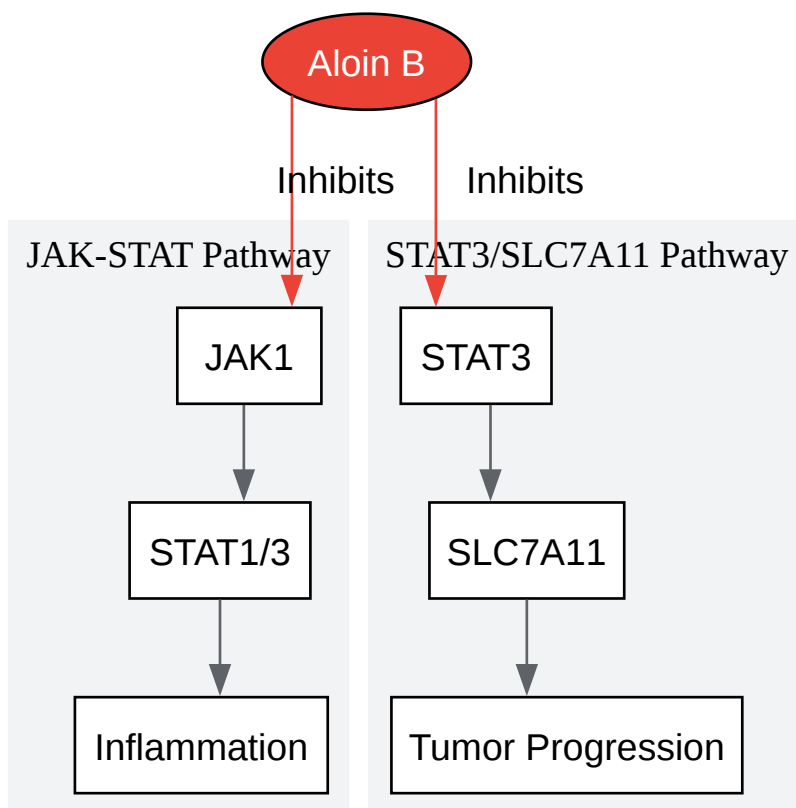 Aloin B
Inhibits
Inhibits
JAK-STAT Pathway
STAT3/SLC7A11 Pathway
JAK1
STAT3
STAT1/3
SLC7A11
Inflammation
Tumor Progression